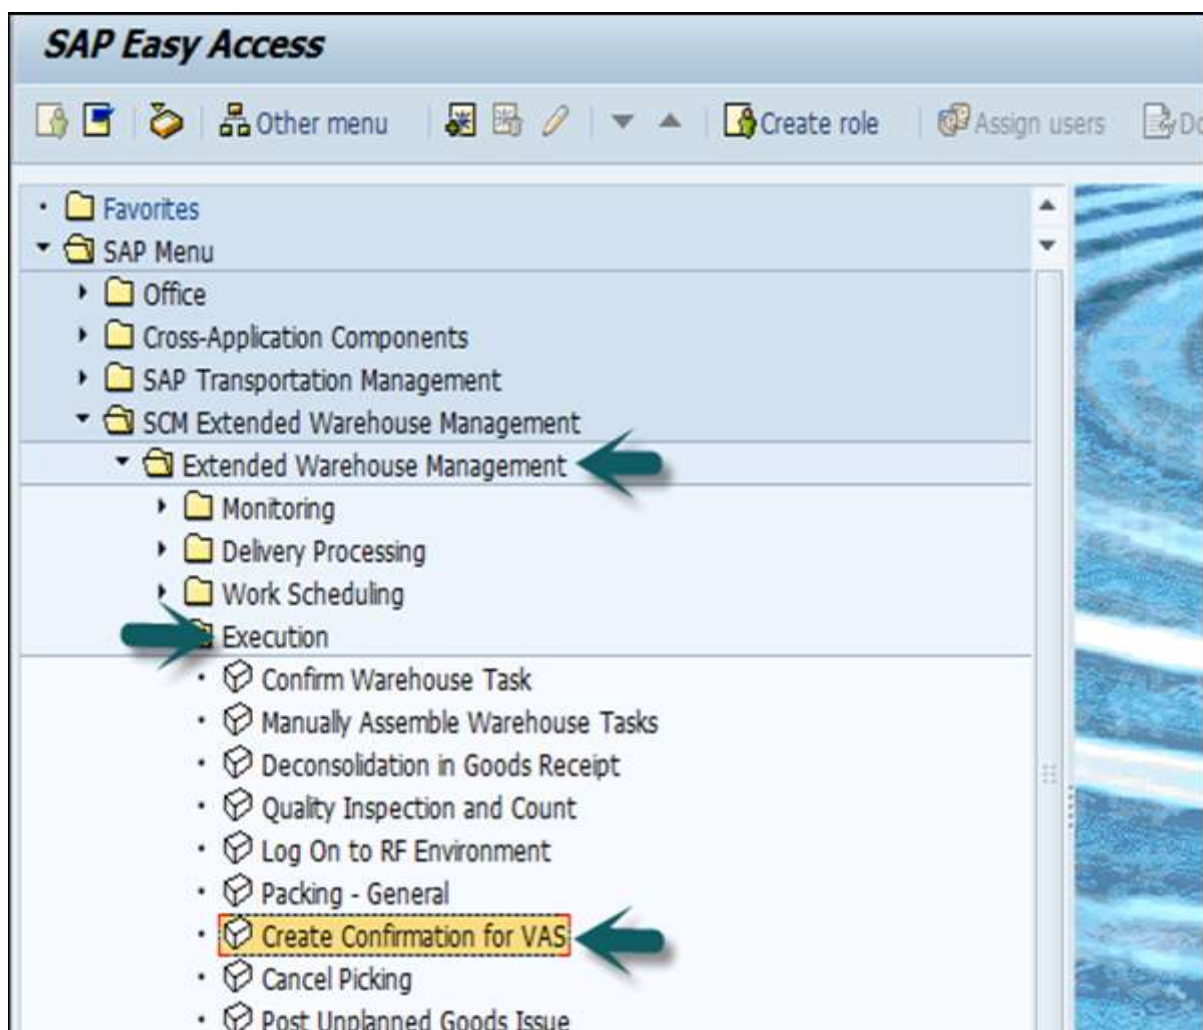 SAP Easy Access
Other menu Create role Assign users Do
Favorites
SAP Menu
Office
Cross-Application Components
SAP Transportation Management
SCM Extended Warehouse Management
Extended Warehouse Management
Monitoring
Delivery Processing
Work Scheduling
Execution
Confirm Warehouse Task
Manually Assemble Warehouse Tasks
Deconsolidation in Goods Receipt
Quality Inspection and Count
Log On to RF Environment
Packing - General
Create Confirmation for VAS
Cancel Picking
Post Unplanned Goods Issue